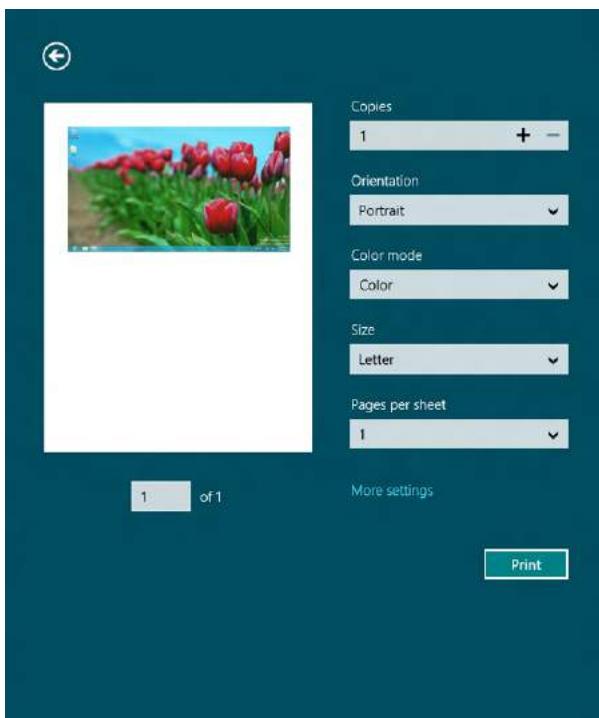 Copies
1
Orientation
Portrait
Color mode
Color
Size
Letter
Pages per sheet
1
1 of 1
More settings
Print